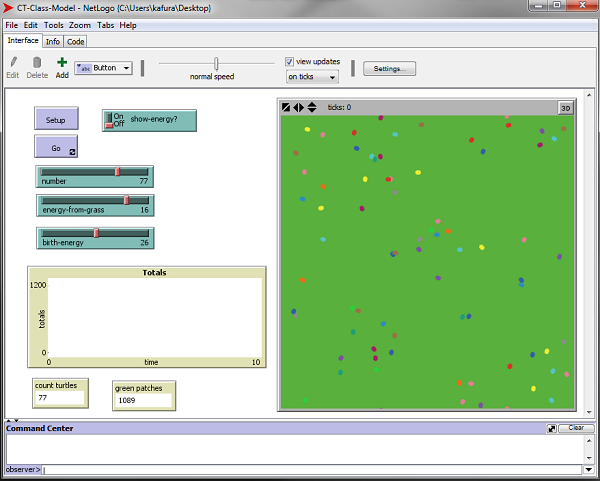 CT-Class-Model - NetLogo {C:\Users\kafura\Desktop}
File Edit Tools Zoom Tabs Help
Interface Info Code
Edit Delete Add abc Button normal speed view updates on ticks Settings...
Setup
On Off show-energy?
Go
number 77
energy-from-grass 16
birth-energy 26
Totals
1200
totals
0
0 time 10
count turtles
77
green patches
1089
ticks: 0 3D
Command Center Clear
observer>